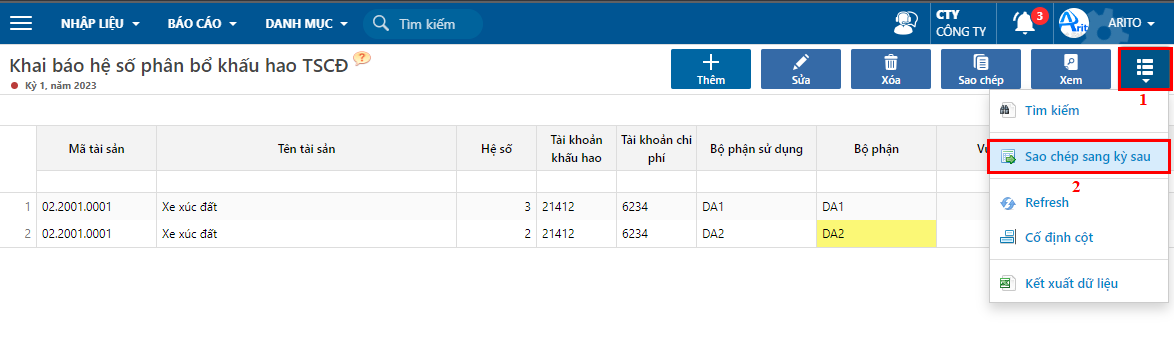 NHẬP LIỆU BÁO CÁO DANH MỤC Tìm kiếm CTY CÔNG TY 3 Arito ARITO
Khai báo hệ số phân bổ khấu hao TSCĐ ?
Kỳ 1, năm 2023
Thêm Sửa Xóa Sao chép Xem
1
Tìm kiếm
Sao chép sang kỳ sau
2
Refresh
Cố định cột
Kết xuất dữ liệu
Mã tài sản Tên tài sản Hệ số Tài khoản khấu hao Tài khoản chi phí Bộ phận sử dụng Bộ phận
1 02.2001.0001 Xe xúc đất 3 21412 6234 DA1 DA1
2 02.2001.0001 Xe xúc đất 2 21412 6234 DA2 DA2